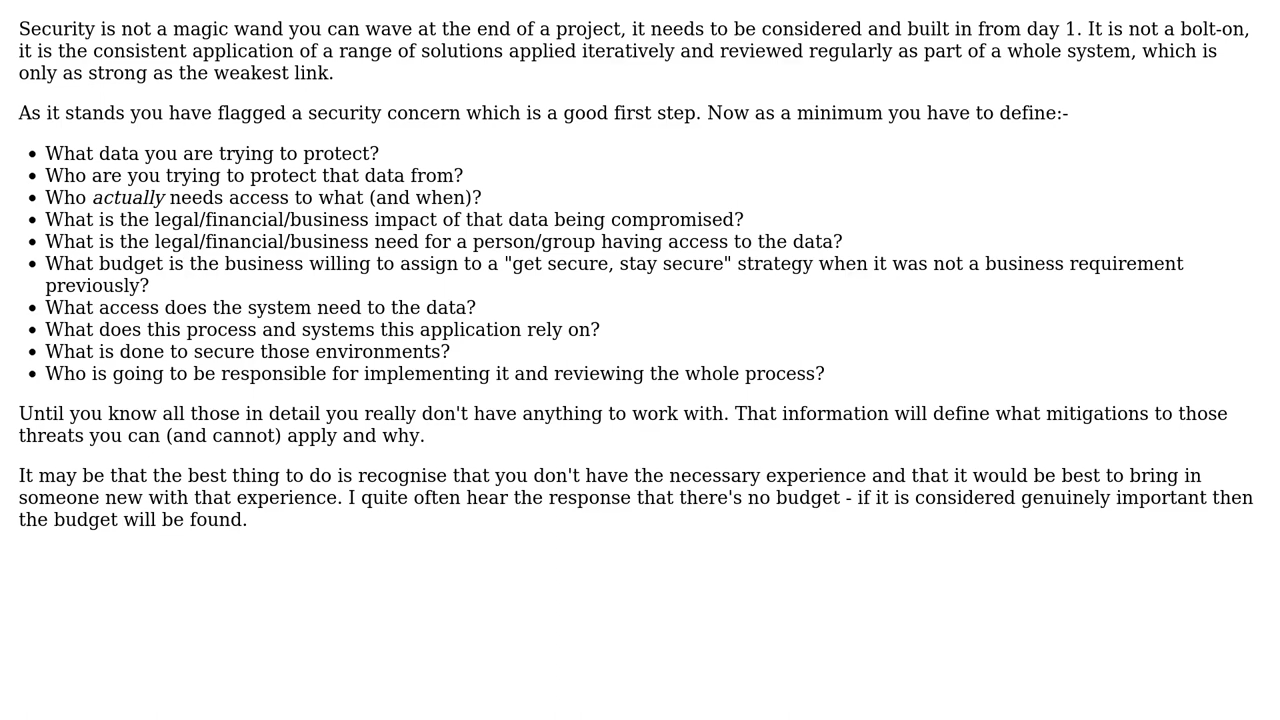 Security is not a magic wand you can wave at the end of a project, it needs to be considered and built in from day 1. It is not a bolt-on,
it is the consistent application of a range of solutions applied iteratively and reviewed regularly as part of a whole system, which is
only as strong as the weakest link.
As it stands you have flagged a security concern which is a good first step. Now as a minimum you have to define:-
• What data you are trying to protect?
• Who are you trying to protect that data from?
• Who actually needs access to what (and when)?
• What is the legal/financial/business impact of that data being compromised?
• What is the legal/financial/business need for a person/group having access to the data?
• What budget is the business willing to assign to a "get secure, stay secure" strategy when it was not a business requirement
previously?
• What access does the system need to the data?
• What does this process and systems this application rely on?
• What is done to secure those environments?
• Who is going to be responsible for implementing it and reviewing the whole process?
Until you know all those in detail you really don't have anything to work with. That information will define what mitigations to those
threats you can (and cannot) apply and why.
It may be that the best thing to do is recognise that you don't have the necessary experience and that it would be best to bring in
someone new with that experience. I quite often hear the response that there's no budget - if it is considered genuinely important then
the budget will be found.